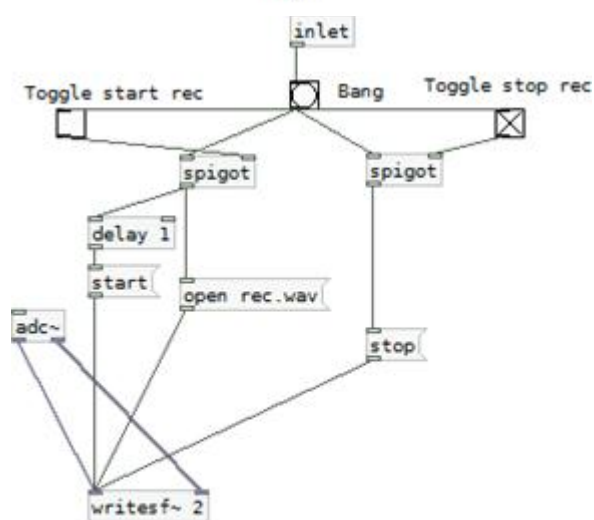 inlet
Toggle start rec
Bang
Toggle stop rec
spigot
spigot
delay 1
start
open rec.wav
adc~
stop
writesf~ 2